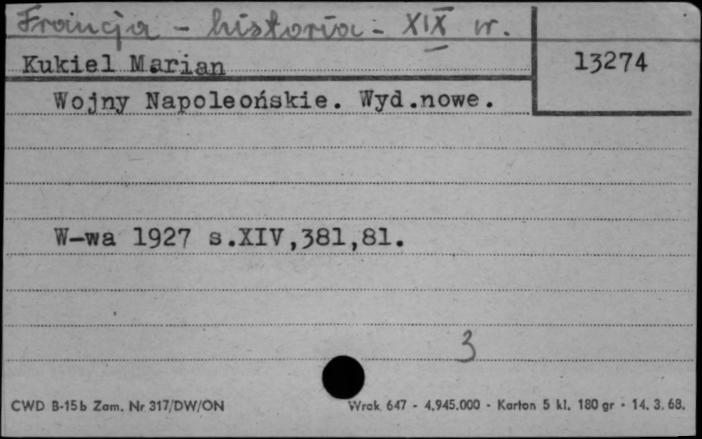 Francja - historia - XIX w.
Kukiel Marian
13274
Wojny Napoleońskie. Wyd.nowe.
W-wa 1927 s.XIV,381,81.
3
CWD B-15b Zam. Nr 317/DW/ON
Wrak 647 - 4.945.000 - Karton 5 kl. 180 gr - 14. 3. 68.